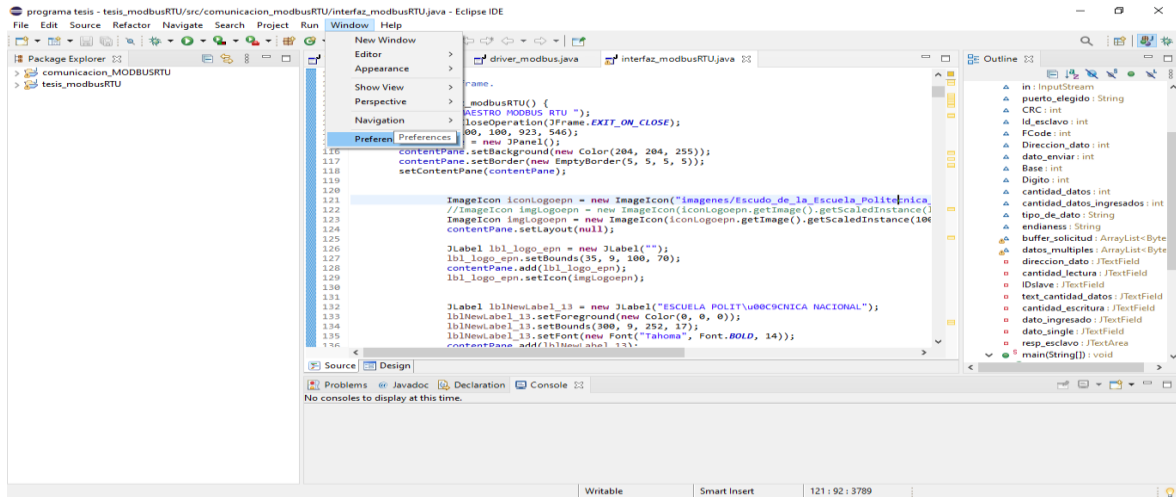 programa tesis - tesis_modbusRTU/src/comunicacion_modbusRTU/interfaz_modbusRTU.java - Eclipse IDE
File Edit Source Refactor Navigate Search Project Run Window Help
New Window
Editor
Appearance
Show View
Perspective
Navigation
Preferen
Preferences
Package Explorer
comunicacion_MODBUSRTU
tesis_modbusRTU
driver_modbus.java
interfaz_modbusRTU.java
rame.
_modbusRTU() {
AESTRO MODBUS RTU ");
loseOperation(JFrame.EXIT_ON_CLOSE);
00, 100, 923, 546);
= new JPanel();
116 contentPane.setBackground(new Color(204, 204, 255));
117 contentPane.setBorder(new EmptyBorder(5, 5, 5, 5));
118 setContentPane(contentPane);
119
120
121 ImageIcon iconLogoepn = new ImageIcon("imagenes/Escudo_de_la_Escuela_Politecnica_
122 //ImageIcon imgLogoepn = new ImageIcon(iconLogoepn.getImage().getScaledInstance(1
123 ImageIcon imgLogoepn = new ImageIcon(iconLogoepn.getImage().getScaledInstance(100
124 contentPane.setLayout(null);
125
126 JLabel lbl_logo_epn = new JLabel("");
127 lbl_logo_epn.setBounds(35, 9, 100, 70);
128 contentPane.add(lbl_logo_epn);
129 lbl_logo_epn.setIcon(imgLogoepn);
130
131
132 JLabel lblNewLabel_13 = new JLabel("ESCUELA POLIT\u00C9CNICA NACIONAL");
133 lblNewLabel_13.setForeground(new Color(0, 0, 0));
134 lblNewLabel_13.setBounds(300, 9, 252, 17);
135 lblNewLabel_13.setFont(new Font("Tahoma", Font.BOLD, 14));
136 contentPane.add(lblNewLabel_13);
Source Design
Outline
in : InputStream
puerto_elegido : String
CRC : int
Id_esclavo : int
FCode : int
Direccion_dato : int
dato_enviar : int
Base : int
Digito : int
cantidad_datos : int
cantidad_datos_ingresados : int
tipo_de_dato : String
endianess : String
buffer_solicitud : ArrayList<Byte
datos_multiples : ArrayList<Byte
direccion_dato : JTextField
cantidad_lectura : JTextField
IDslave : JTextField
text_cantidad_datos : JTextField
cantidad_escritura : JTextField
dato_ingresado : JTextField
dato_single : JTextField
resp_esclavo : JTextArea
main(String[]) : void
Problems Javadoc Declaration Console
No consoles to display at this time.
Writable Smart Insert 121 : 92 : 3789